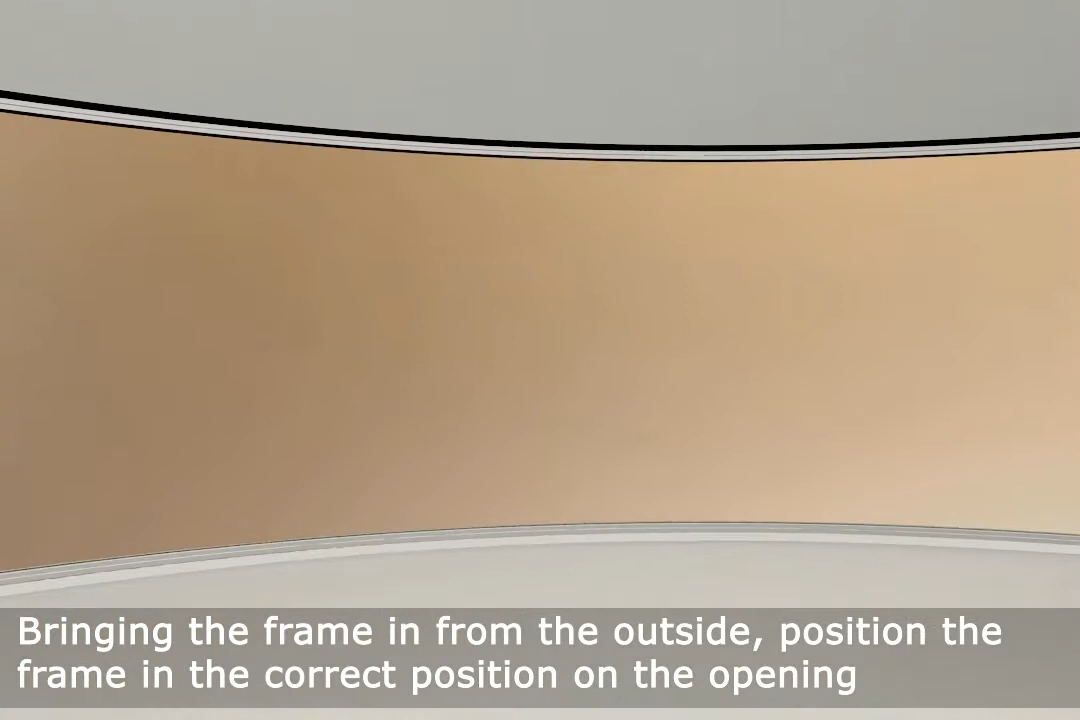 Bringing the frame in from the outside, position the
frame in the correct position on the opening